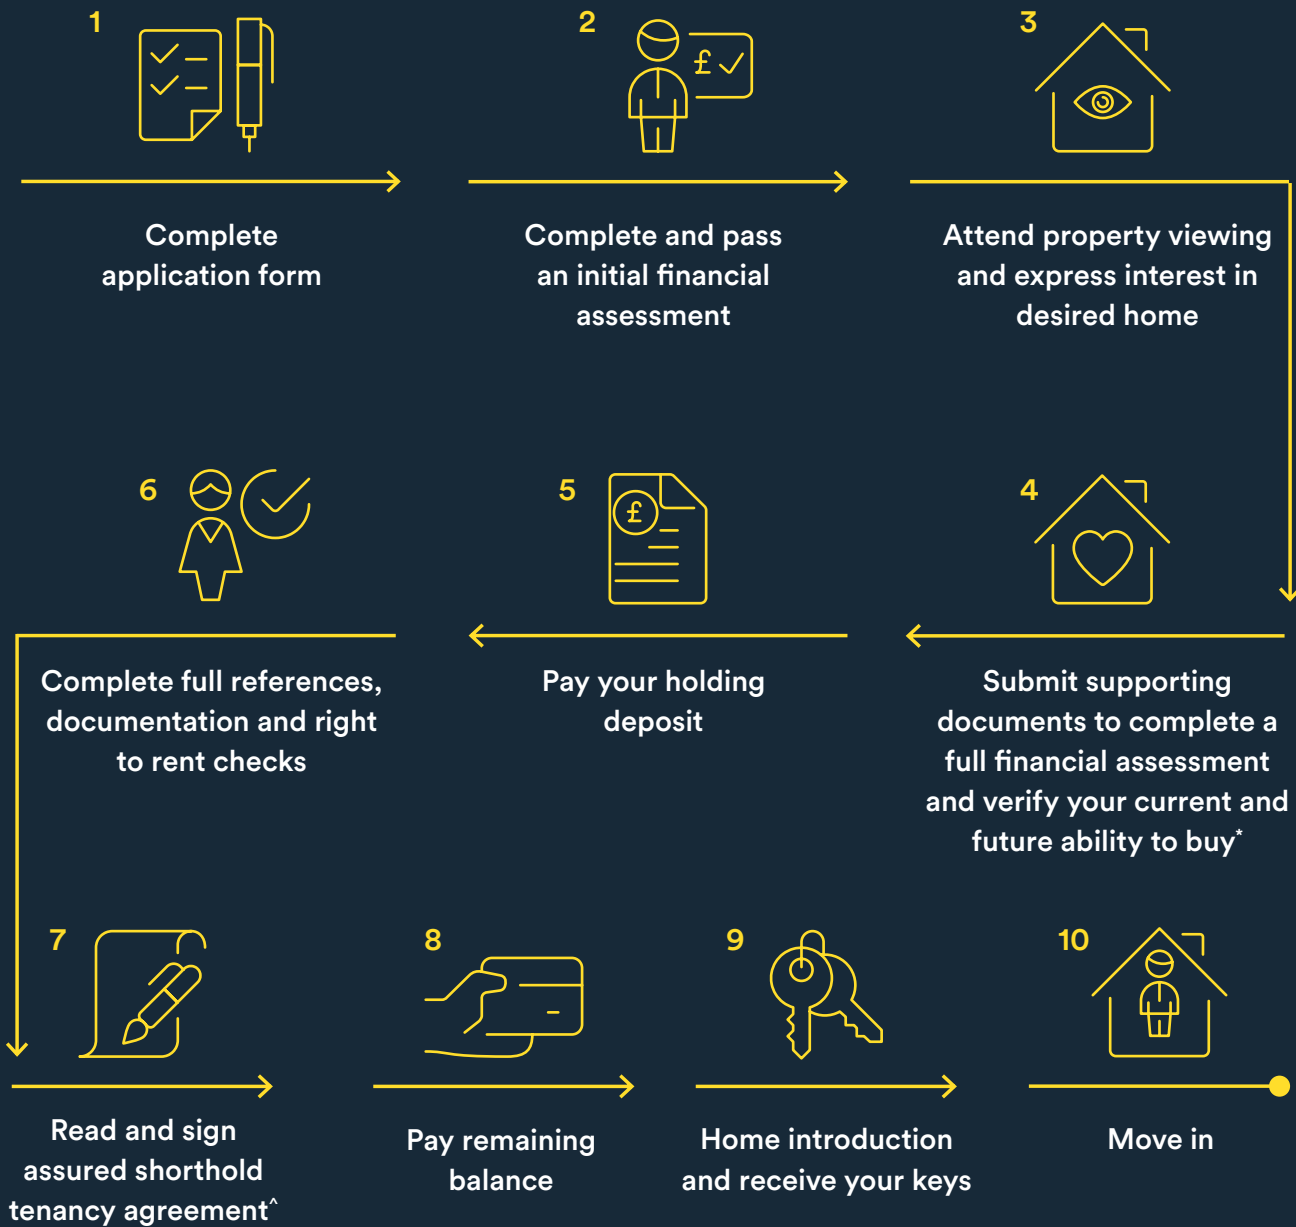 1
Complete
application form
2
£
Complete and pass
an initial financial
assessment
3
Attend property viewing
and express interest in
desired home
4
Submit supporting
documents to complete a
full financial assessment
and verify your current and
future ability to buy*
5
£
Pay your holding
deposit
6
Complete full references,
documentation and right
to rent checks
7
Read and sign
assured shorthold
tenancy agreement^
8
Pay remaining
balance
9
Home introduction
and receive your keys
10
Move in